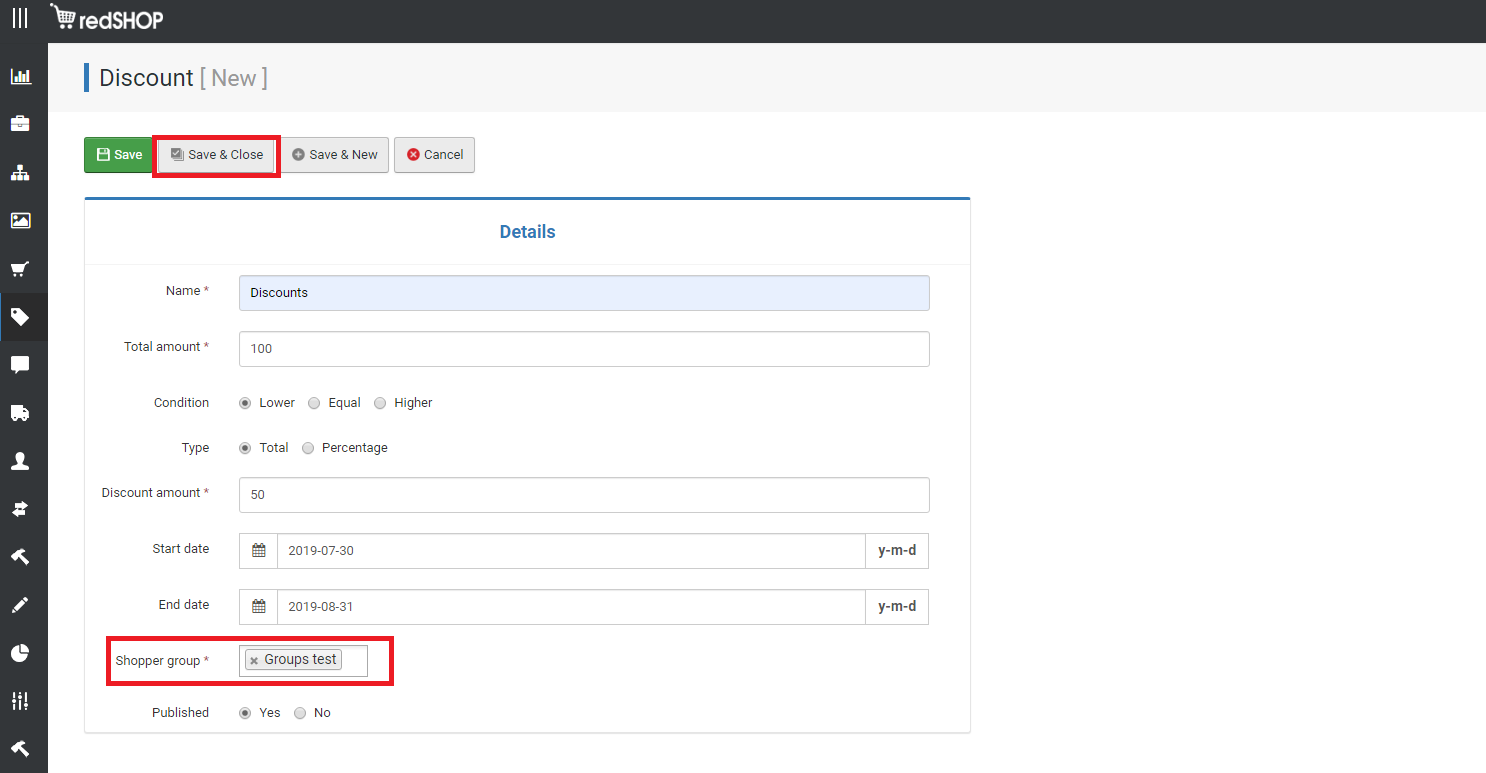 redSHOP
Discount [ New ]
Save Save & Close Save & New Cancel
Details
Name * Discounts
Total amount * 100
Condition Lower Equal Higher
Type Total Percentage
Discount amount * 50
Start date 2019-07-30 y-m-d
End date 2019-08-31 y-m-d
Shopper group * Groups test
Published Yes No